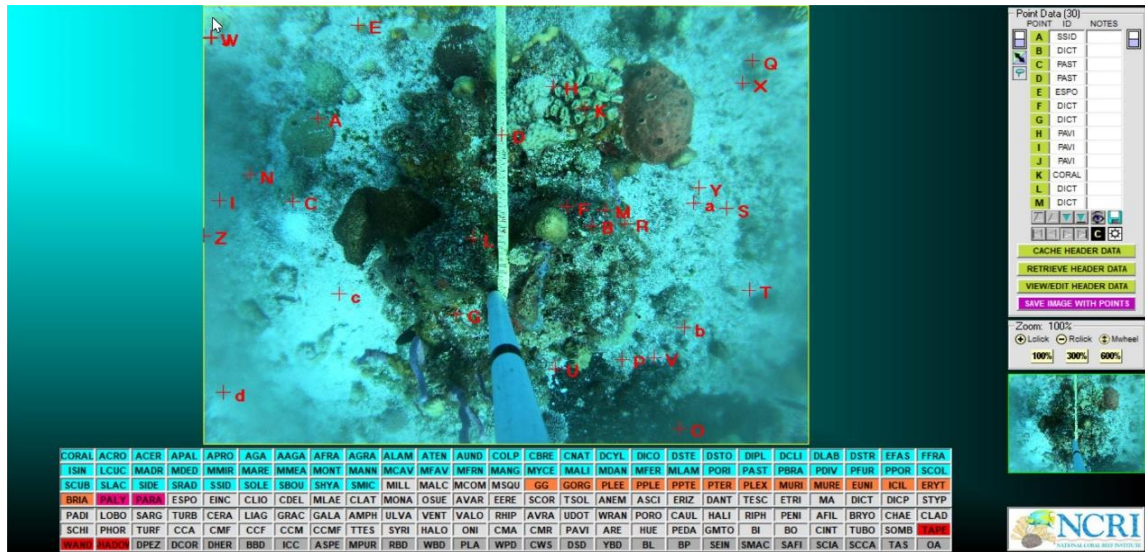 Point Data (30)
POINT ID NOTES
A SSID
B DICT
C PAST
D PAST
E ESPO
F DICT
G DICT
H PAVI
I PAVI
J PAVI
K CORAL
L DICT
M DICT
C
CACHE HEADER DATA
RETRIEVE HEADER DATA
VIEW/EDIT HEADER DATA
SAVE IMAGE WITH POINTS
Zoom: 100%
Lclick Rclick Mwheel
100% 300% 600%
W
E
Q
X
H
K
A
D
N
Y
I
C
a
S
F
M
B
R
Z
L
c
T
G
b
P
V
U
d
O
CORAL ACRO ACER APAL APRO AGA AAGA AFRA AGRA ALAM ATEN AUND COLP CBRE CNAT DCYL DICO DSTE DSTO DIPL DCLI DLAB DSTR EFAS FFRA
ISIN LCUC MADR MDED MMIR MARE MMEA MONT MANN MCAV MFAV MFRN MANG MYCE MALI MDAN MFER MLAM PORI PAST PBRA PDIV PFUR PPOR SCOL
SCUB SLAC SIDE SRAD SSID SOLE SBOU SHYA SMIC MILL MALC MCOM MSQU GG GORG PLEE PPLE PPTE PTER PLEX MURI MURE EUNI ICIL ERYT
BRIA PALY PARA ESPO EINC CLIO CDEL MLAE CLAT MONA OSUE AVAR EERE SCOR TSOL ANEM ASCI ERIZ DANT TESC ETRI MA DICT DICP STYP
PADI LOBO SARG TURB CERA LIAG GRAC GALA AMPH ULVA VENT VALO RHIP AVRA UDOT WRAN PORO CAUL HALI RIPH PENI AFIL BRYO CHAE CLAD
SCHI PHOR TURF CCA CMF CCF CCM CCMF TTES SYRI HALO ONI CMA CMR PAVI ARE HUE PEDA GMTO BI BO CINT TUBO SOMB TAPE
WAND HADOW DPEZ DCOR DHER BBD ICC ASPE MPUR RBD WBD PLA WPD CWS DSD YBD BL BP SEIN SMAC SAFI SCIA SCCA TAS OA
NCRI
NATIONAL CORAL REEF INSTITUTE